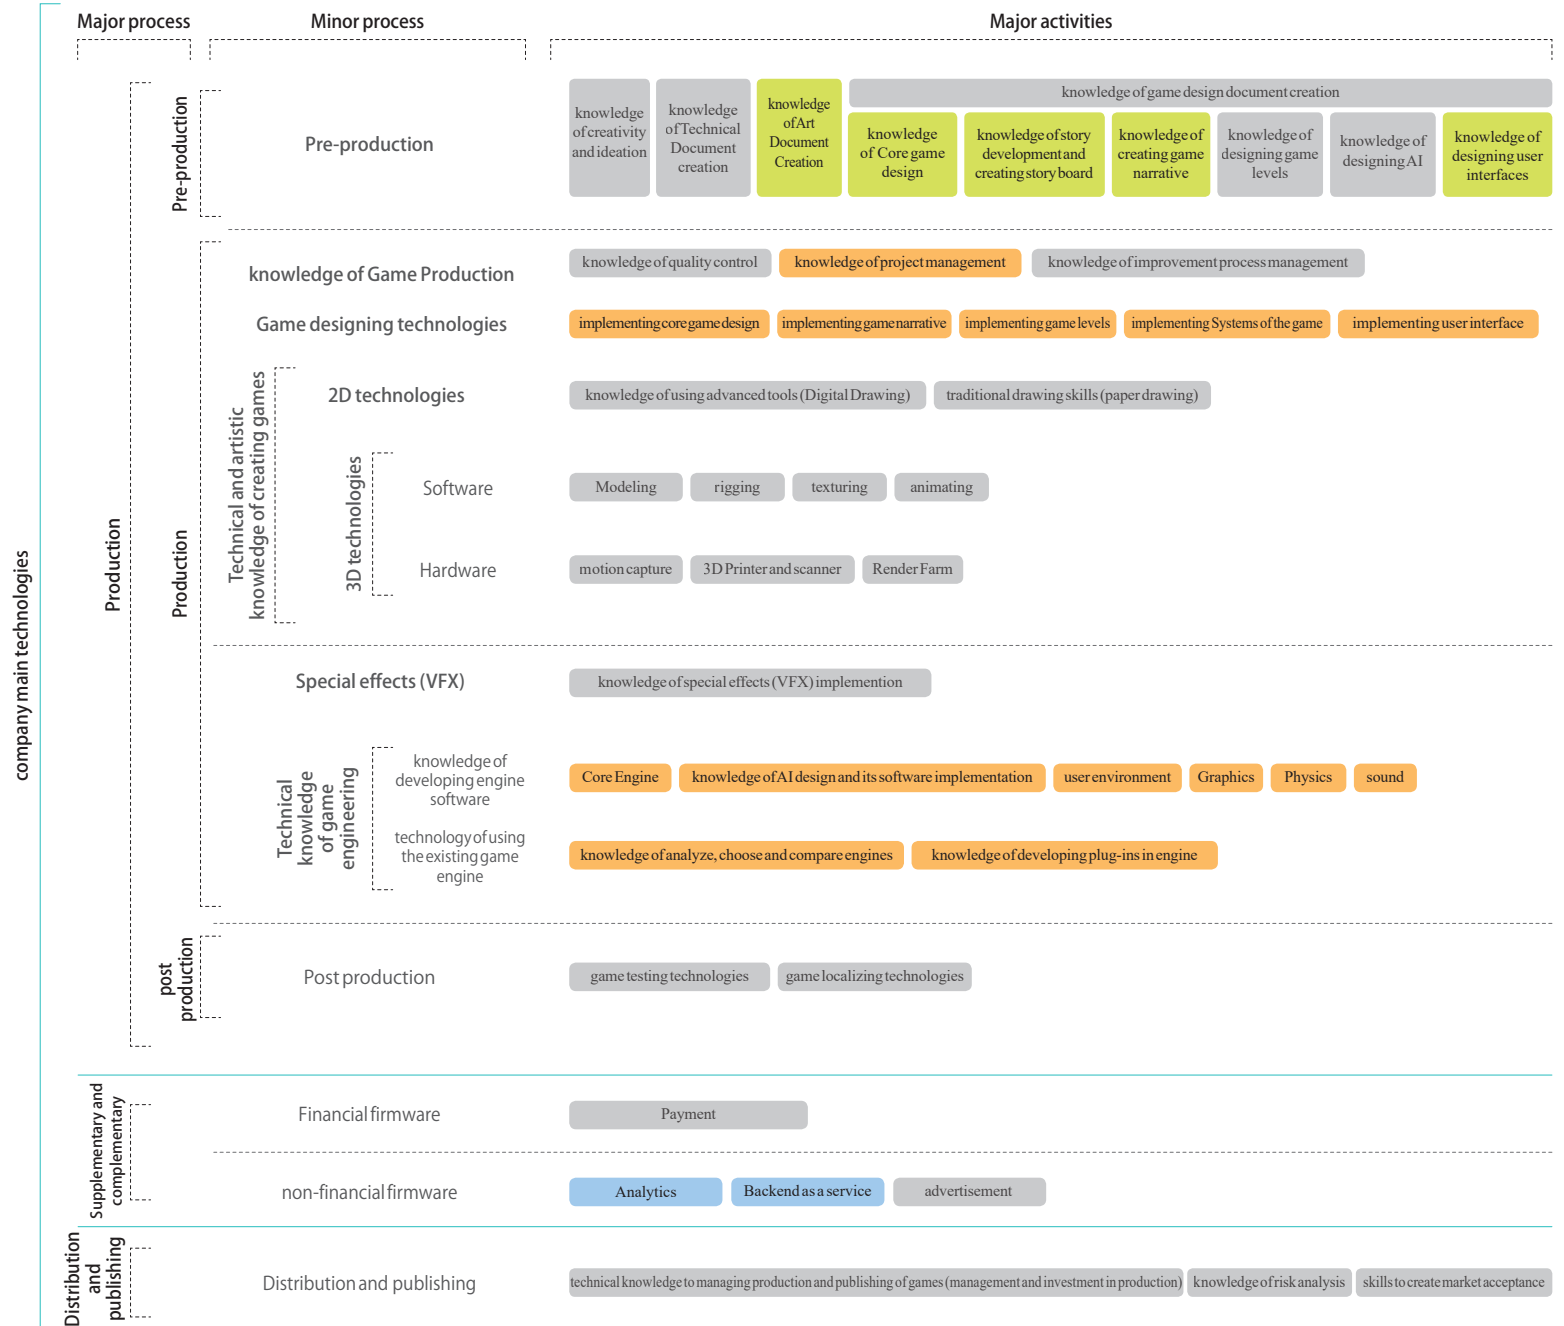 Major process
Minor process
Major activities
company main technologies
Production
Pre-production
Pre-production
knowledge
of creativity
and ideation
knowledge
of Technical
Document
creation
knowledge
of Art
Document
Creation
knowledge of game design document creation
knowledge
of Core game
design
knowledge of story
development and
creating story board
knowledge of
creating game
narrative
knowledge of
designing game
levels
knowledge of
designing AI
knowledge of
designing user
interfaces
Production
knowledge of Game Production
knowledge of quality control
knowledge of project management
knowledge of improvement process management
Game designing technologies
implementing core game design
implementing game narrative
implementing game levels
implementing Systems of the game
implementing user interface
Technical and artistic
knowledge of creating games
2D technologies
knowledge of using advanced tools (Digital Drawing)
traditional drawing skills (paper drawing)
3D technologies
Software
Modeling
rigging
texturing
animating
Hardware
motion capture
3D Printer and scanner
Render Farm
Special effects (VFX)
knowledge of special effects (VFX) implemention
Technical
knowledge
of game
engineering
knowledge of
developing engine
software
Core Engine
knowledge of AI design and its software implementation
user environment
Graphics
Physics
sound
technology of using
the existing game
engine
knowledge of analyze, choose and compare engines
knowledge of developing plug-ins in engine
post
production
Post production
game testing technologies
game localizing technologies
Supplementary and
complementary
Financial firmware
Payment
non-financial firmware
Analytics
Backend as a service
advertisement
Distribution
and
publishing
Distribution and publishing
technical knowledge to managing production and publishing of games (management and investment in production)
knowledge of risk analysis
skills to create market acceptance